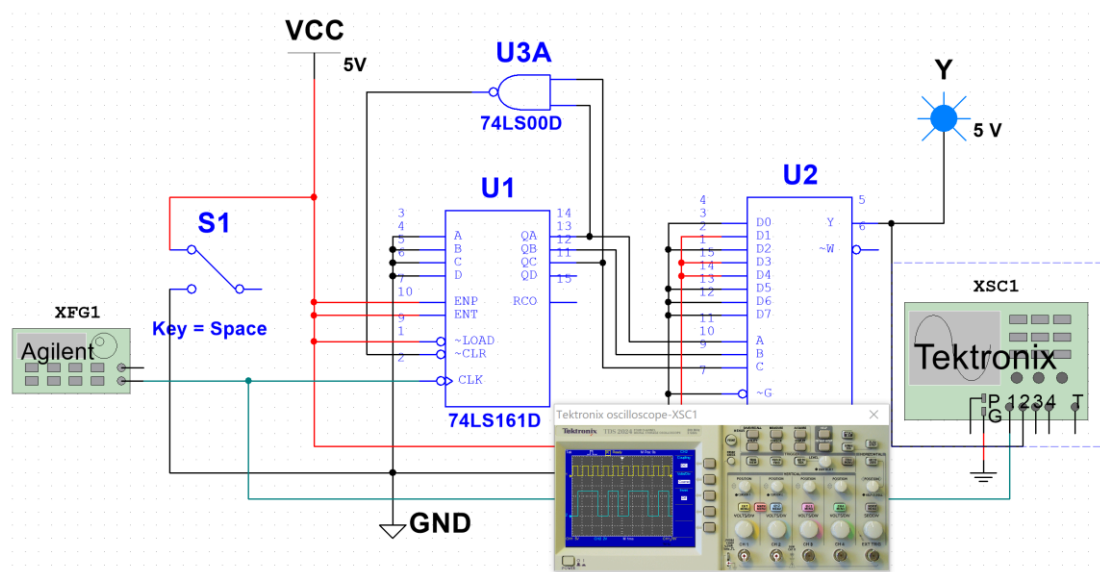 VCC
5V
U3A
74LS00D
Y
5 V
S1
Key = Space
U1
3
4
5
6
7
10
9
1
2
A
B
C
D
ENP
ENT
~LOAD
~CLR
CLK
QA
QB
QC
QD
RCO
14
13
12
11
15
74LS161D
U2
4
3
2
1
15
14
13
12
11
10
9
7
D0
D1
D2
D3
D4
D5
D6
D7
A
B
C
~G
Y
~W
5
6
XFG1
Agilent
XSC1
Tektronix
P 1 2 3 4 T
G
GND
Tektronix oscilloscope-XSC1
Tektronix
TDS 2024